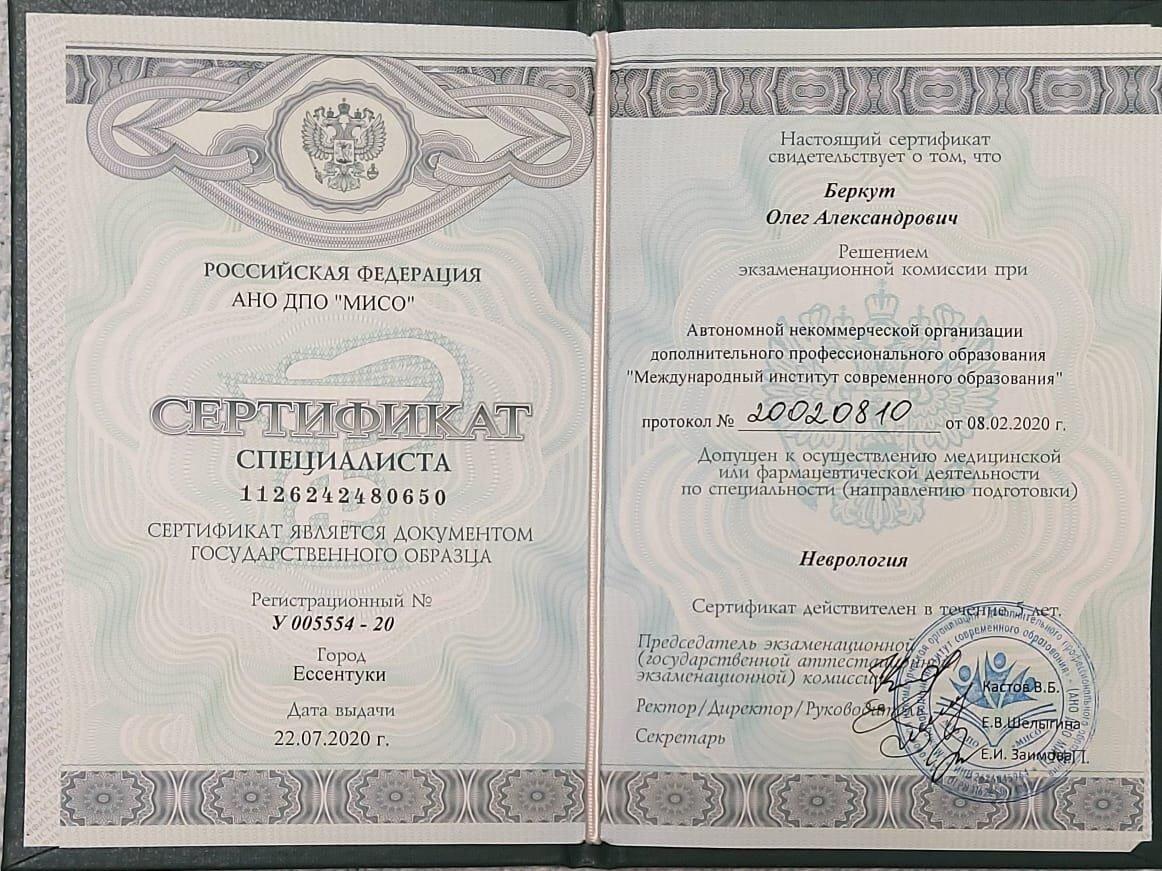 РОССИЙСКАЯ ФЕДЕРАЦИЯ
АНО ДПО "МИСО"
СЕРТИФИКАТ
СПЕЦИАЛИСТА
1126242480650
СЕРТИФИКАТ ЯВЛЯЕТСЯ ДОКУМЕНТОМ
ГОСУДАРСТВЕННОГО ОБРАЗЦА
Регистрационный №
У 005554 - 20
Город
Ессентуки
Дата выдачи
22.07.2020 г.
Настоящий сертификат
свидетельствует о том, что
Беркут
Олег Александрович
Решением
экзаменационной комиссии при
Автономной некоммерческой организации
дополнительного профессионального образования
"Международный институт современного образования"
протокол № 20020810 от 08.02.2020 г.
Допущен к осуществлению медицинской
или фармацевтической деятельности
по специальности (направлению подготовки)
Неврология
Сертификат действителен в течение 5 лет.
Председатель экзаменационной
(государственной аттестационно
экзаменационной) комиссии
Кастов В.Б.
Ректор/Директор/Руководитель
Е.В.Шелыгина
Секретарь
Е.И. Заимова